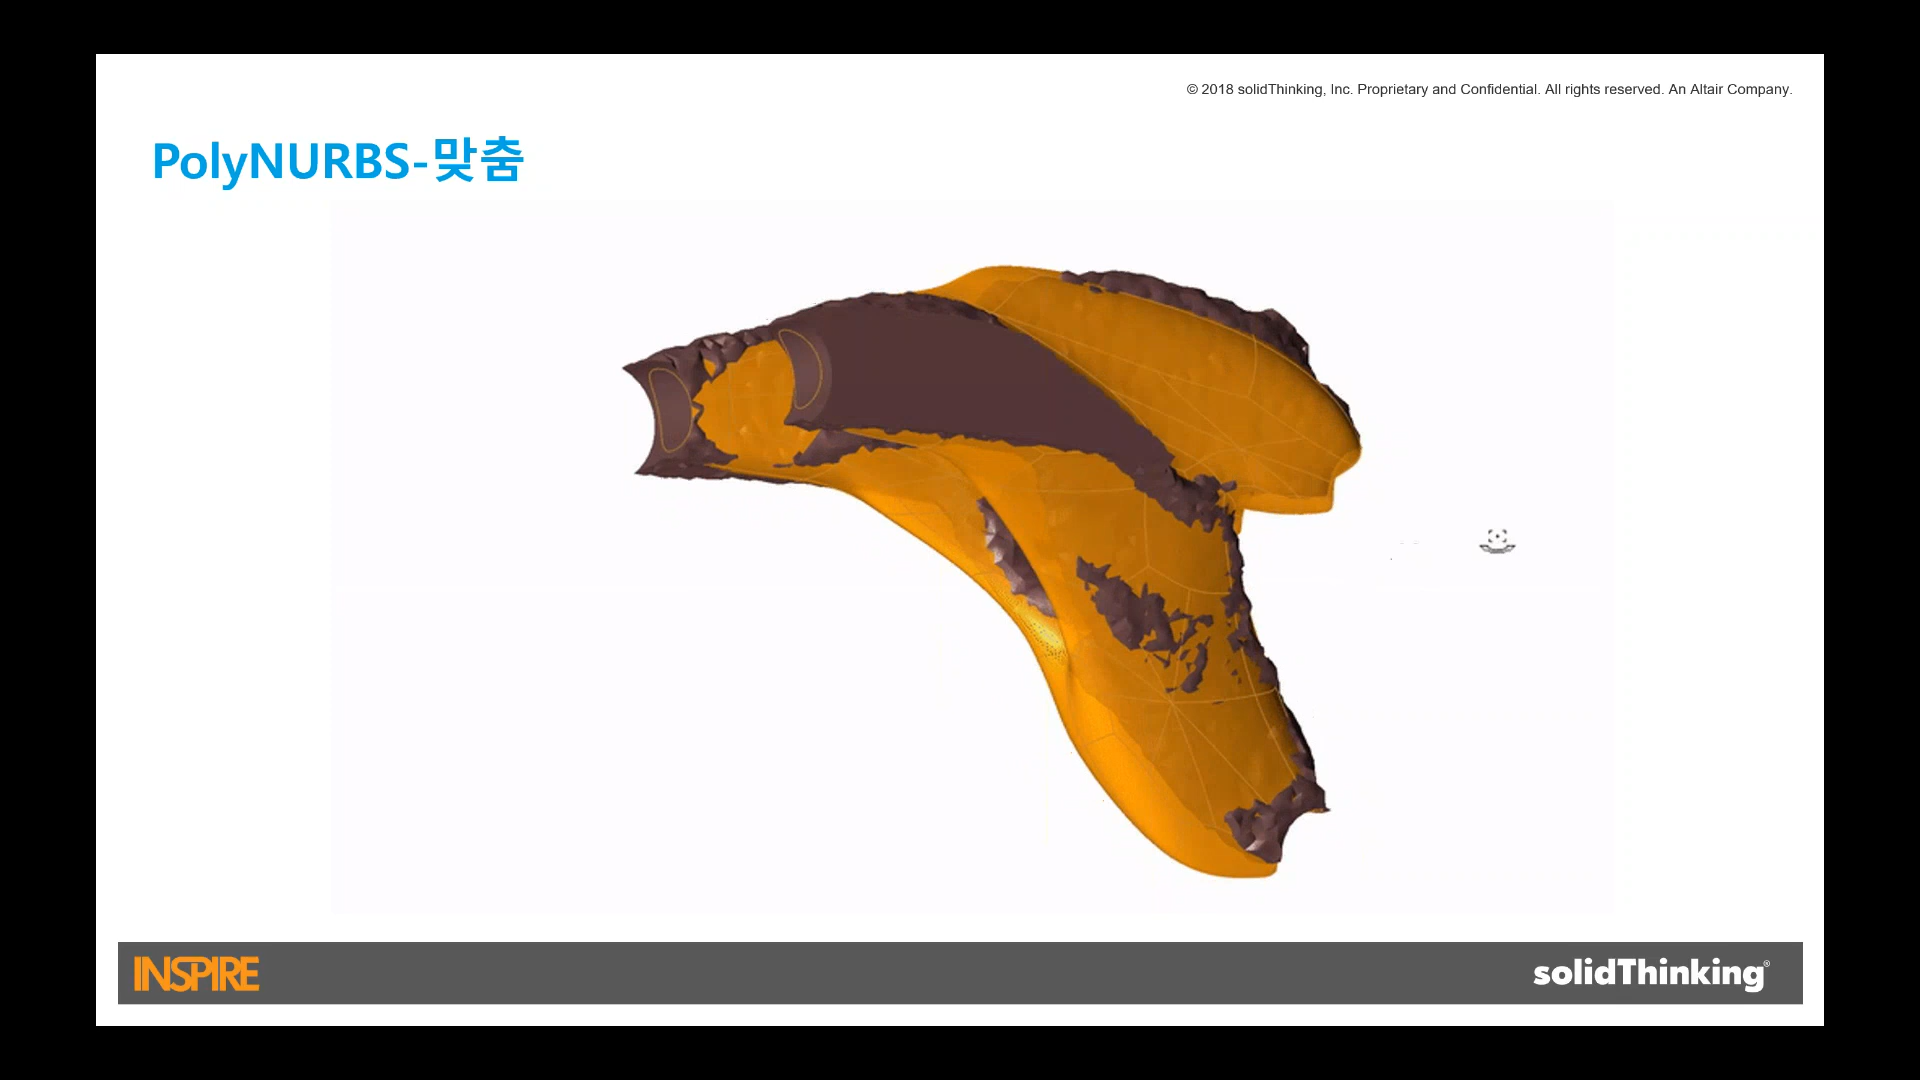 © 2018 solidThinking, Inc. Proprietary and Confidential. All rights reserved. An Altair Company.
PolyNURBS-맞춤
INSPIRE
solidThinking®